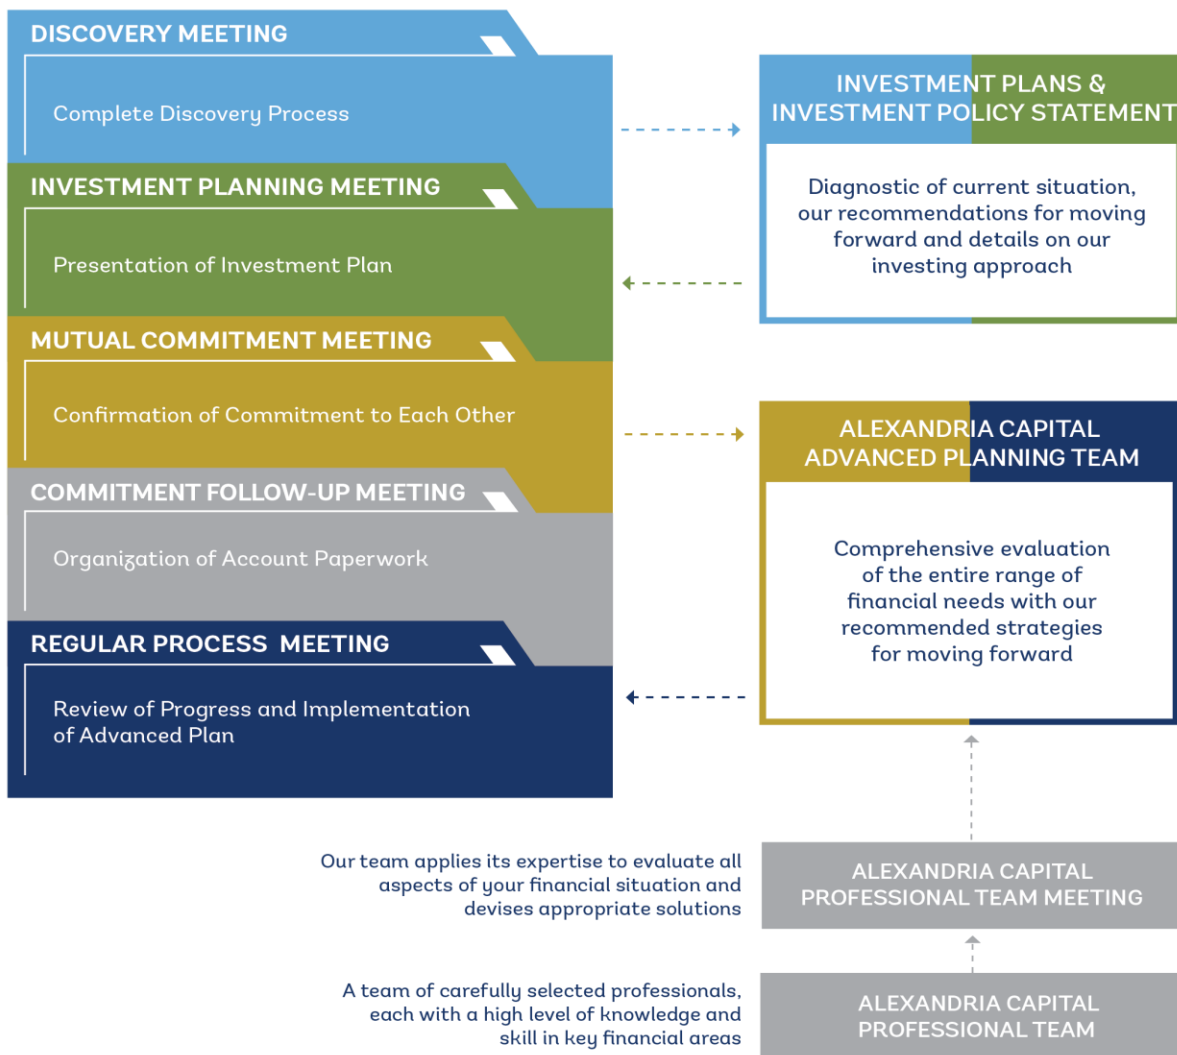 DISCOVERY MEETING
Complete Discovery Process
INVESTMENT PLANNING MEETING
Presentation of Investment Plan
MUTUAL COMMITMENT MEETING
Confirmation of Commitment to Each Other
COMMITMENT FOLLOW-UP MEETING
Organization of Account Paperwork
REGULAR PROCESS MEETING
Review of Progress and Implementation
of Advanced Plan
INVESTMENT PLANS &
INVESTMENT POLICY STATEMENT
Diagnostic of current situation,
our recommendations for moving
forward and details on our
investing approach
ALEXANDRIA CAPITAL
ADVANCED PLANNING TEAM
Comprehensive evaluation
of the entire range of
financial needs with our
recommended strategies
for moving forward
Our team applies its expertise to evaluate all
aspects of your financial situation and
devises appropriate solutions
ALEXANDRIA CAPITAL
PROFESSIONAL TEAM MEETING
A team of carefully selected professionals,
each with a high level of knowledge and
skill in key financial areas
ALEXANDRIA CAPITAL
PROFESSIONAL TEAM